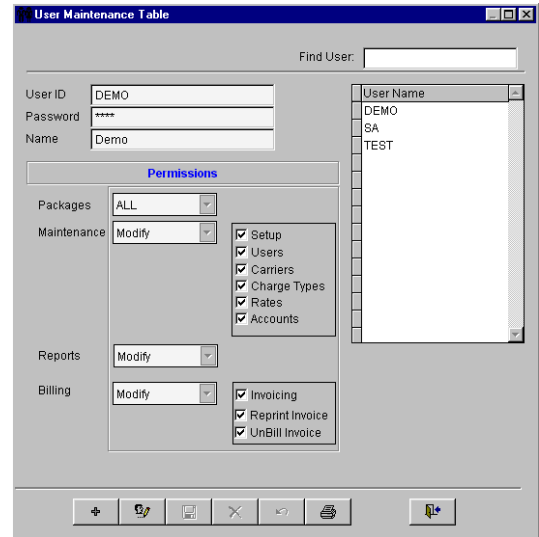 User Maintenance Table
Find User:
User ID DEMO
Password ****
Name Demo
User Name
DEMO
SA
TEST
Permissions
Packages ALL
Maintenance Modify
Setup
Users
Carriers
Charge Types
Rates
Accounts
Reports Modify
Billing Modify
Invoicing
Reprint Invoice
UnBill Invoice